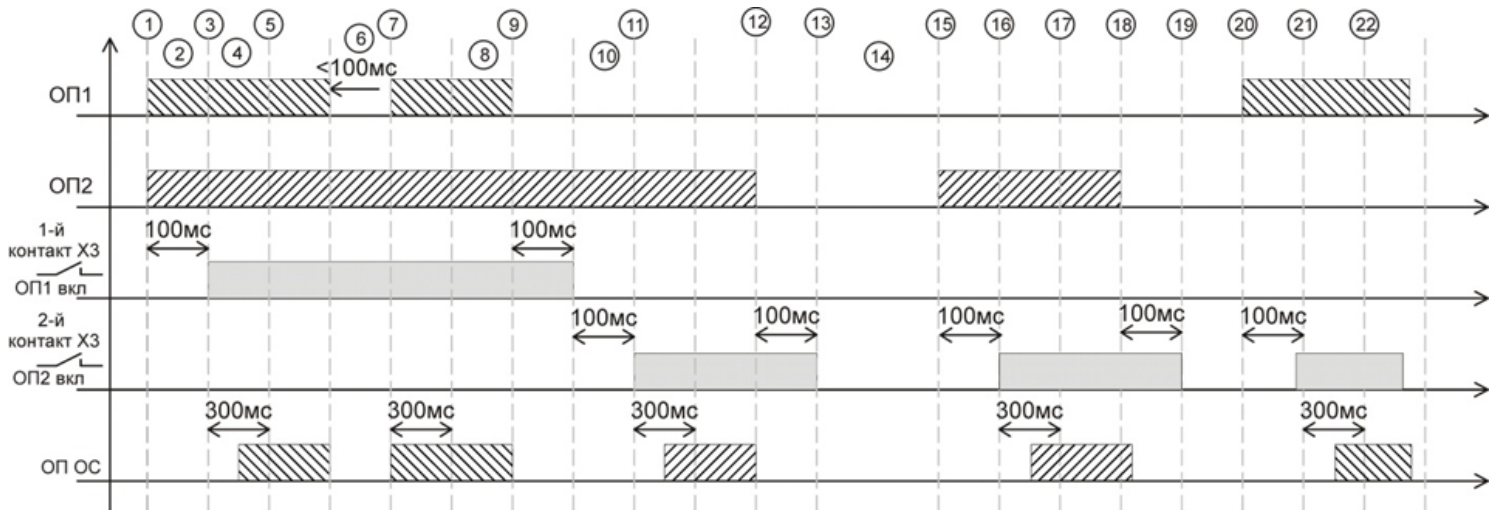 1 3 5 7 9 11 12 13 15 16 17 18 19 20 21 22
2 4 6 8 10 14
<100мс
ОП1
ОП2
1-й
контакт Х3
ОП1 вкл
100мс 100мс
2-й
контакт Х3
ОП2 вкл
100мс 100мс 100мс 100мс 100мс
300мс 300мс 300мс 300мс 300мс
ОП ОС